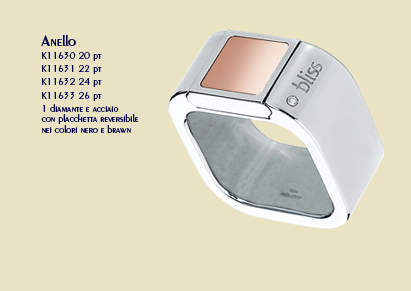 Anello
K11630 20 pt
K11631 22 pt
K11632 24 pt
K11633 26 pt
1 diamante e acciaio
con placchetta reversibile
nei colori nero e brawn
bliss